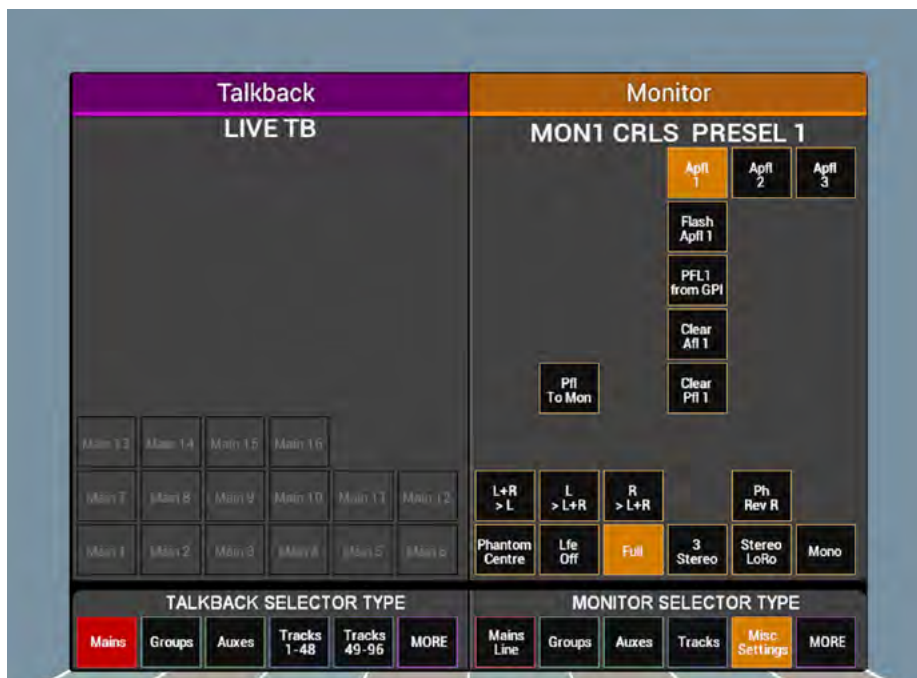 Talkback
Monitor
LIVE TB
MON1 CRLS PRESEL 1
Apfl
1
Apfl
2
Apfl
3
Flash
Apfl 1
PFL1
from GPI
Clear
Afl 1
Pfl
To Mon
Clear
Pfl 1
Main 13
Main 14
Main 15
Main 16
Main 7
Main 8
Main 9
Main 10
Main 11
Main 12
L+R
> L
L
> L+R
R
> L+R
Ph
Rev R
Main 1
Main 2
Main 3
Main 4
Main 5
Main 6
Phantom
Centre
Lfe
Off
Full
3
Stereo
Stereo
LoRo
Mono
TALKBACK SELECTOR TYPE
MONITOR SELECTOR TYPE
Mains
Groups
Auxes
Tracks
1-48
Tracks
49-96
MORE
Mains
Line
Groups
Auxes
Tracks
Misc
Settings
MORE